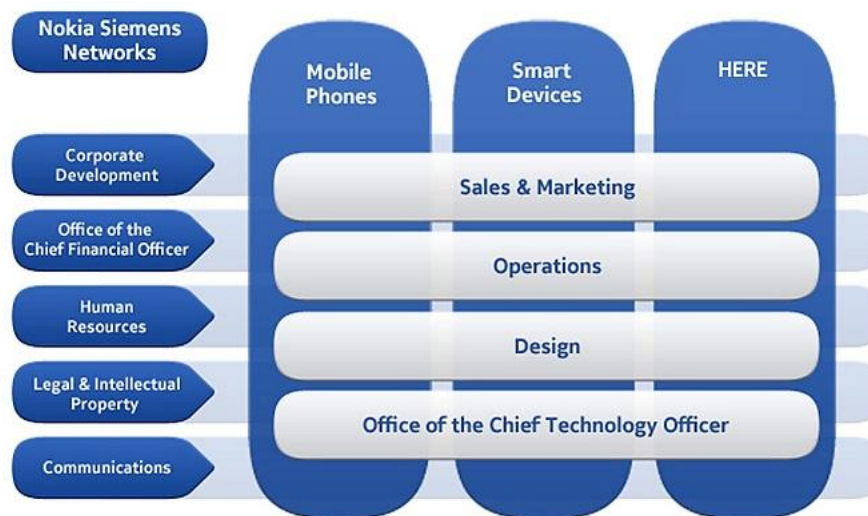 Nokia Siemens
Networks
Mobile
Phones
Smart
Devices
HERE
Corporate
Development
Office of the
Chief Financial Officer
Human
Resources
Legal & Intellectual
Property
Communications
Sales & Marketing
Operations
Design
Office of the Chief Technology Officer